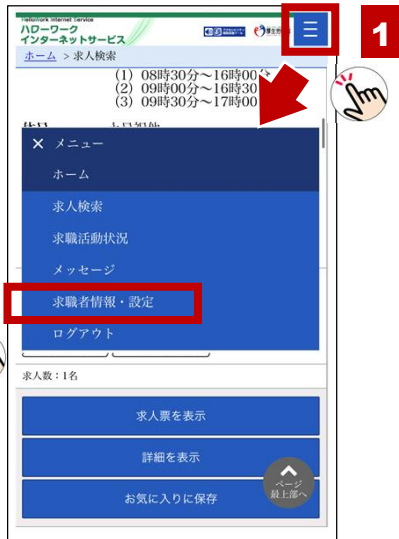 HelloWork Internet Service
ハローワーク
インターネットサービス
ホーム > 求人検索
1
(1) 08時30分～16時00分
(2) 09時00分～16時30
(3) 09時30分～17時00
× メニュー
ホーム
求人検索
求職活動状況
メッセージ
求職者情報・設定
ログアウト
求人数：1名
求人票を表示
詳細を表示
お気に入りに保存
ページ
最上部へ